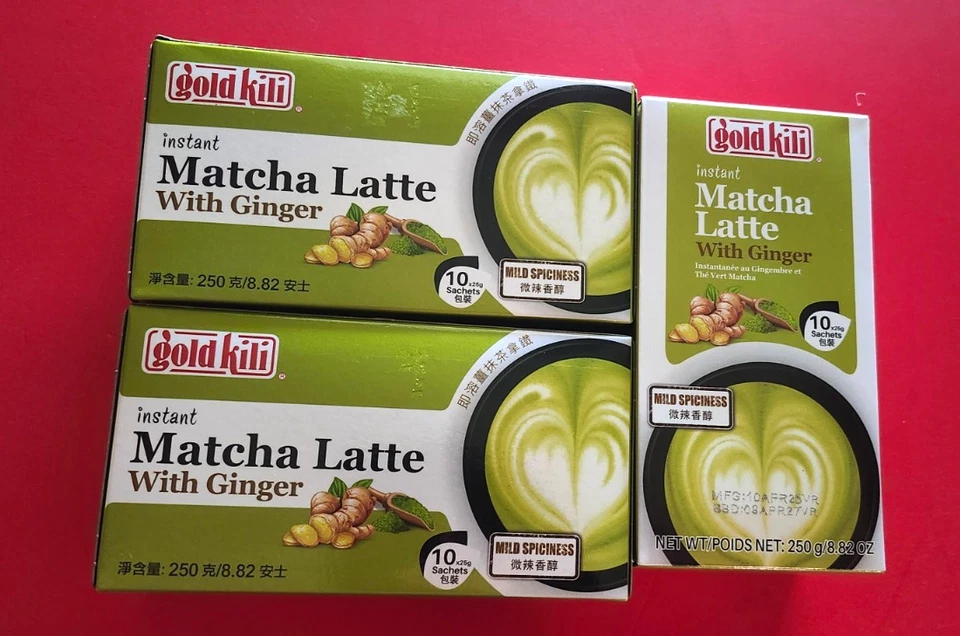 gold kili
即溶薑抹茶拿鐵
instant
Matcha Latte
With Ginger
10 x25g
Sachets
包裝
MILD SPICINESS
微辣香醇
淨含量: 250 克/8.82 安士
gold kili
即溶薑抹茶拿鐵
instant
Matcha Latte
With Ginger
10 x25g
Sachets
包裝
MILD SPICINESS
微辣香醇
淨含量: 250 克/8.82 安士
gold kili
instant
Matcha
Latte
With Ginger
Instantanée au Gingembre et
Thé Vert Matcha
10 x25g
Sachets
包裝
MILD SPICINESS
微辣香醇
MFG:10APR25VR
BBD:09APR27VR
NET WT/POIDS NET: 250 g/8.82 OZ